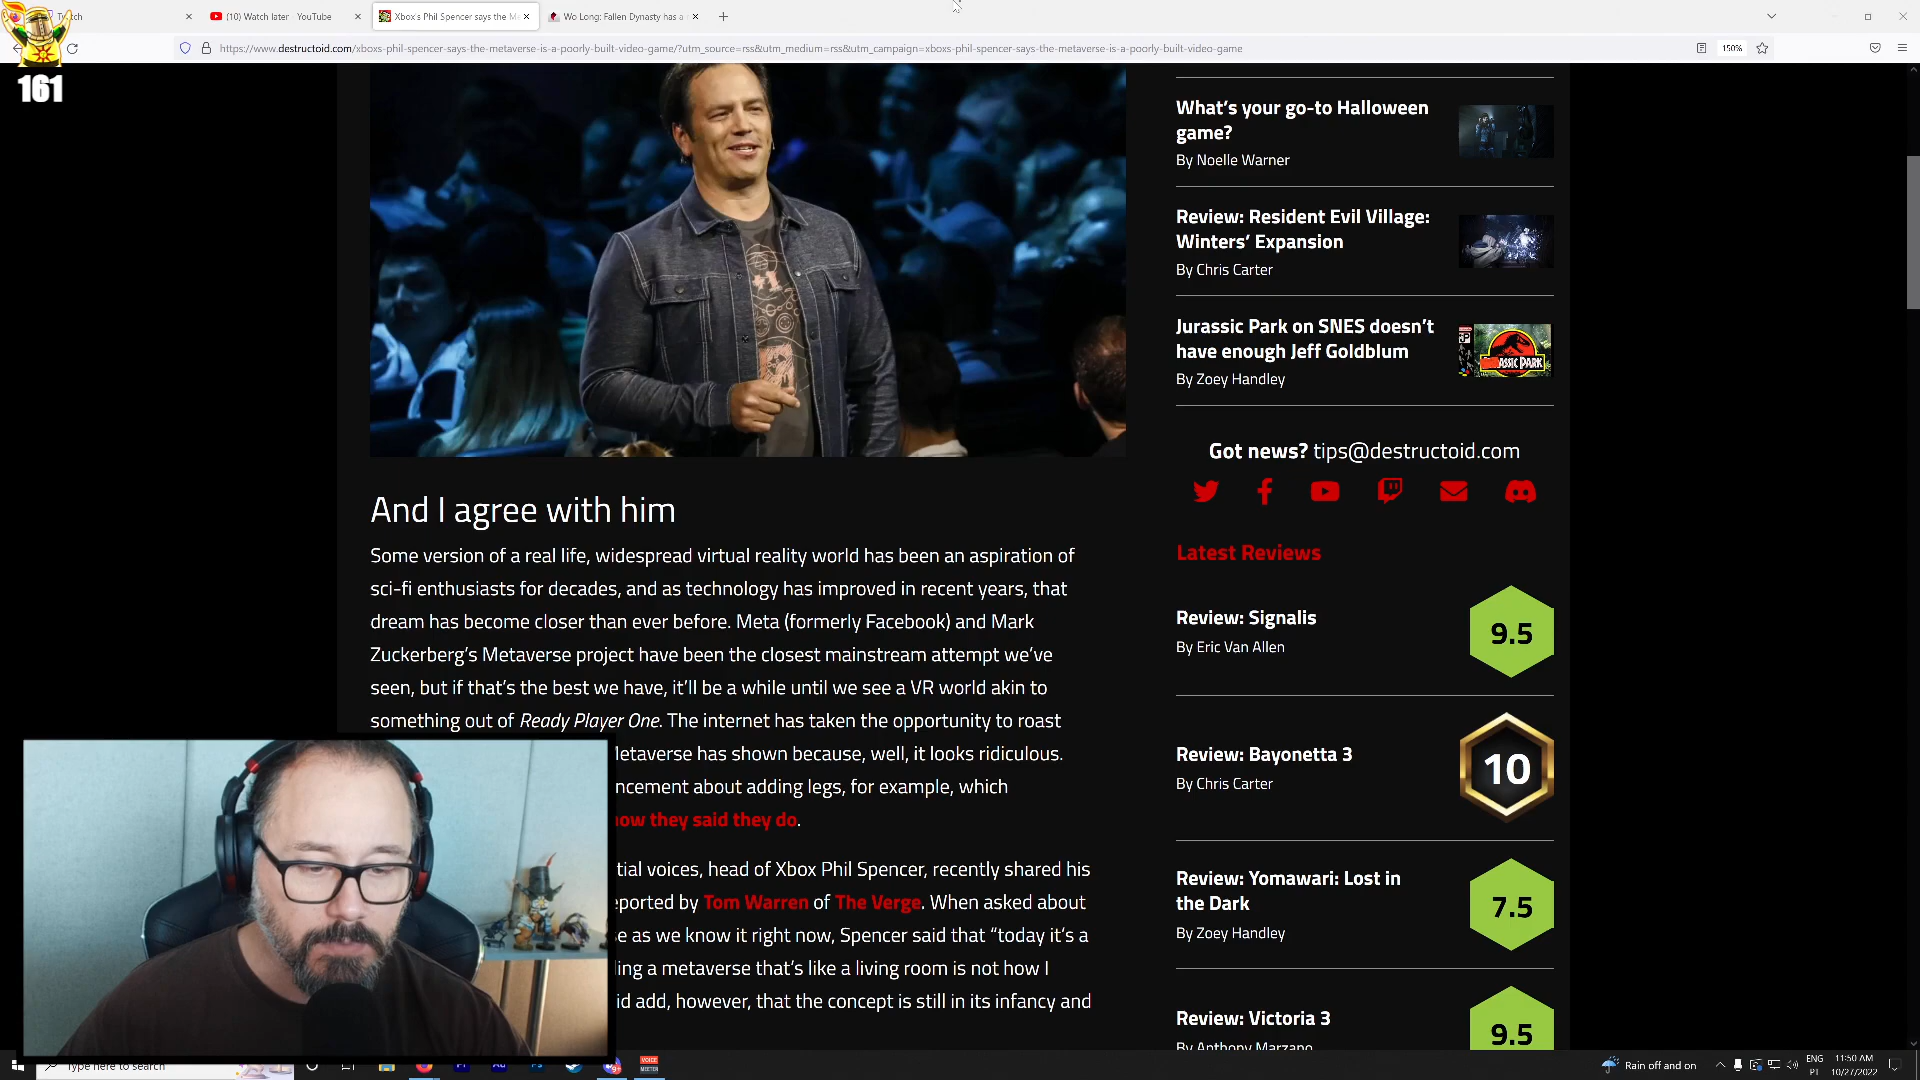 Twitch
(10) Watch later - YouTube
Xbox's Phil Spencer says the M
Wo Long: Fallen Dynasty has a
https://www.destructoid.com/xboxs-phil-spencer-says-the-metaverse-is-a-poorly-built-video-game/?utm_source=rss&utm_medium=rss&utm_campaign=xboxs-phil-spencer-says-the-metaverse-is-a-poorly-built-video-game
150%
161
What's your go-to Halloween
game?
By Noelle Warner
Review: Resident Evil Village:
Winters' Expansion
By Chris Carter
Jurassic Park on SNES doesn't
have enough Jeff Goldblum
By Zoey Handley
JURASSIC PARK
Got news? tips@destructoid.com
Latest Reviews
Review: Signalis
By Eric Van Allen
9.5
Review: Bayonetta 3
By Chris Carter
10
Review: Yomawari: Lost in
the Dark
By Zoey Handley
7.5
Review: Victoria 3
By Anthony Marzano
9.5
And I agree with him
Some version of a real life, widespread virtual reality world has been an aspiration of
sci-fi enthusiasts for decades, and as technology has improved in recent years, that
dream has become closer than ever before. Meta (formerly Facebook) and Mark
Zuckerberg's Metaverse project have been the closest mainstream attempt we've
seen, but if that's the best we have, it'll be a while until we see a VR world akin to
something out of Ready Player One. The internet has taken the opportunity to roast
Metaverse has shown because, well, it looks ridiculous.
ncement about adding legs, for example, which
how they said they do.
tial voices, head of Xbox Phil Spencer, recently shared his
eported by Tom Warren of The Verge. When asked about
se as we know it right now, Spencer said that "today it's a
ling a metaverse that's like a living room is not how I
id add, however, that the concept is still in its infancy and
Type here to search
VOICE
MEETER
Rain off and on
ENG
PT
11:50 AM
10/27/2022